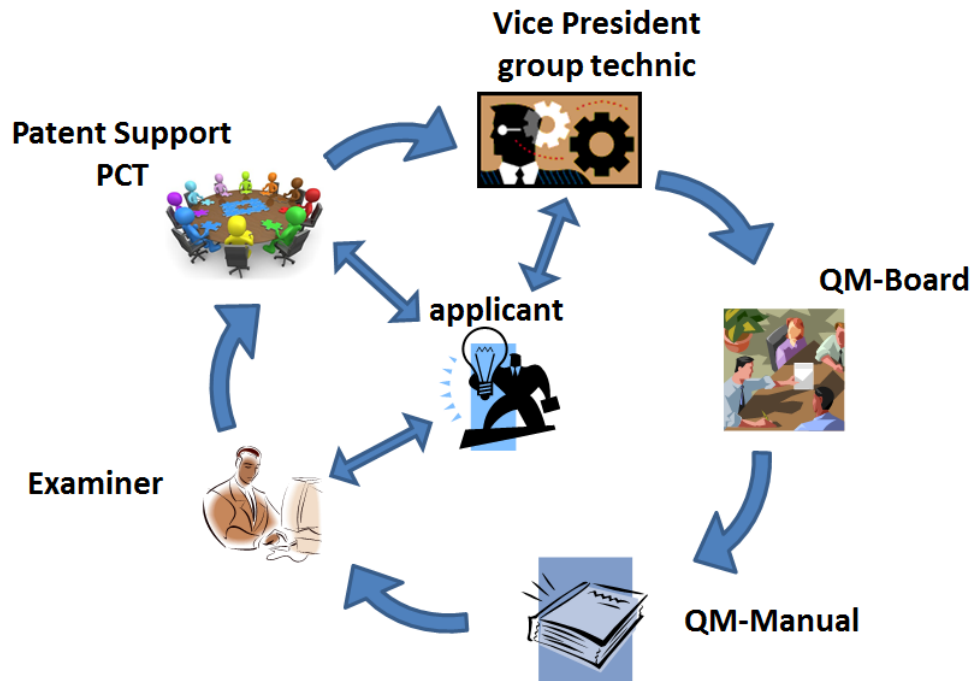 Vice President
group technic
Patent Support
PCT
QM-Board
applicant
Examiner
QM-Manual